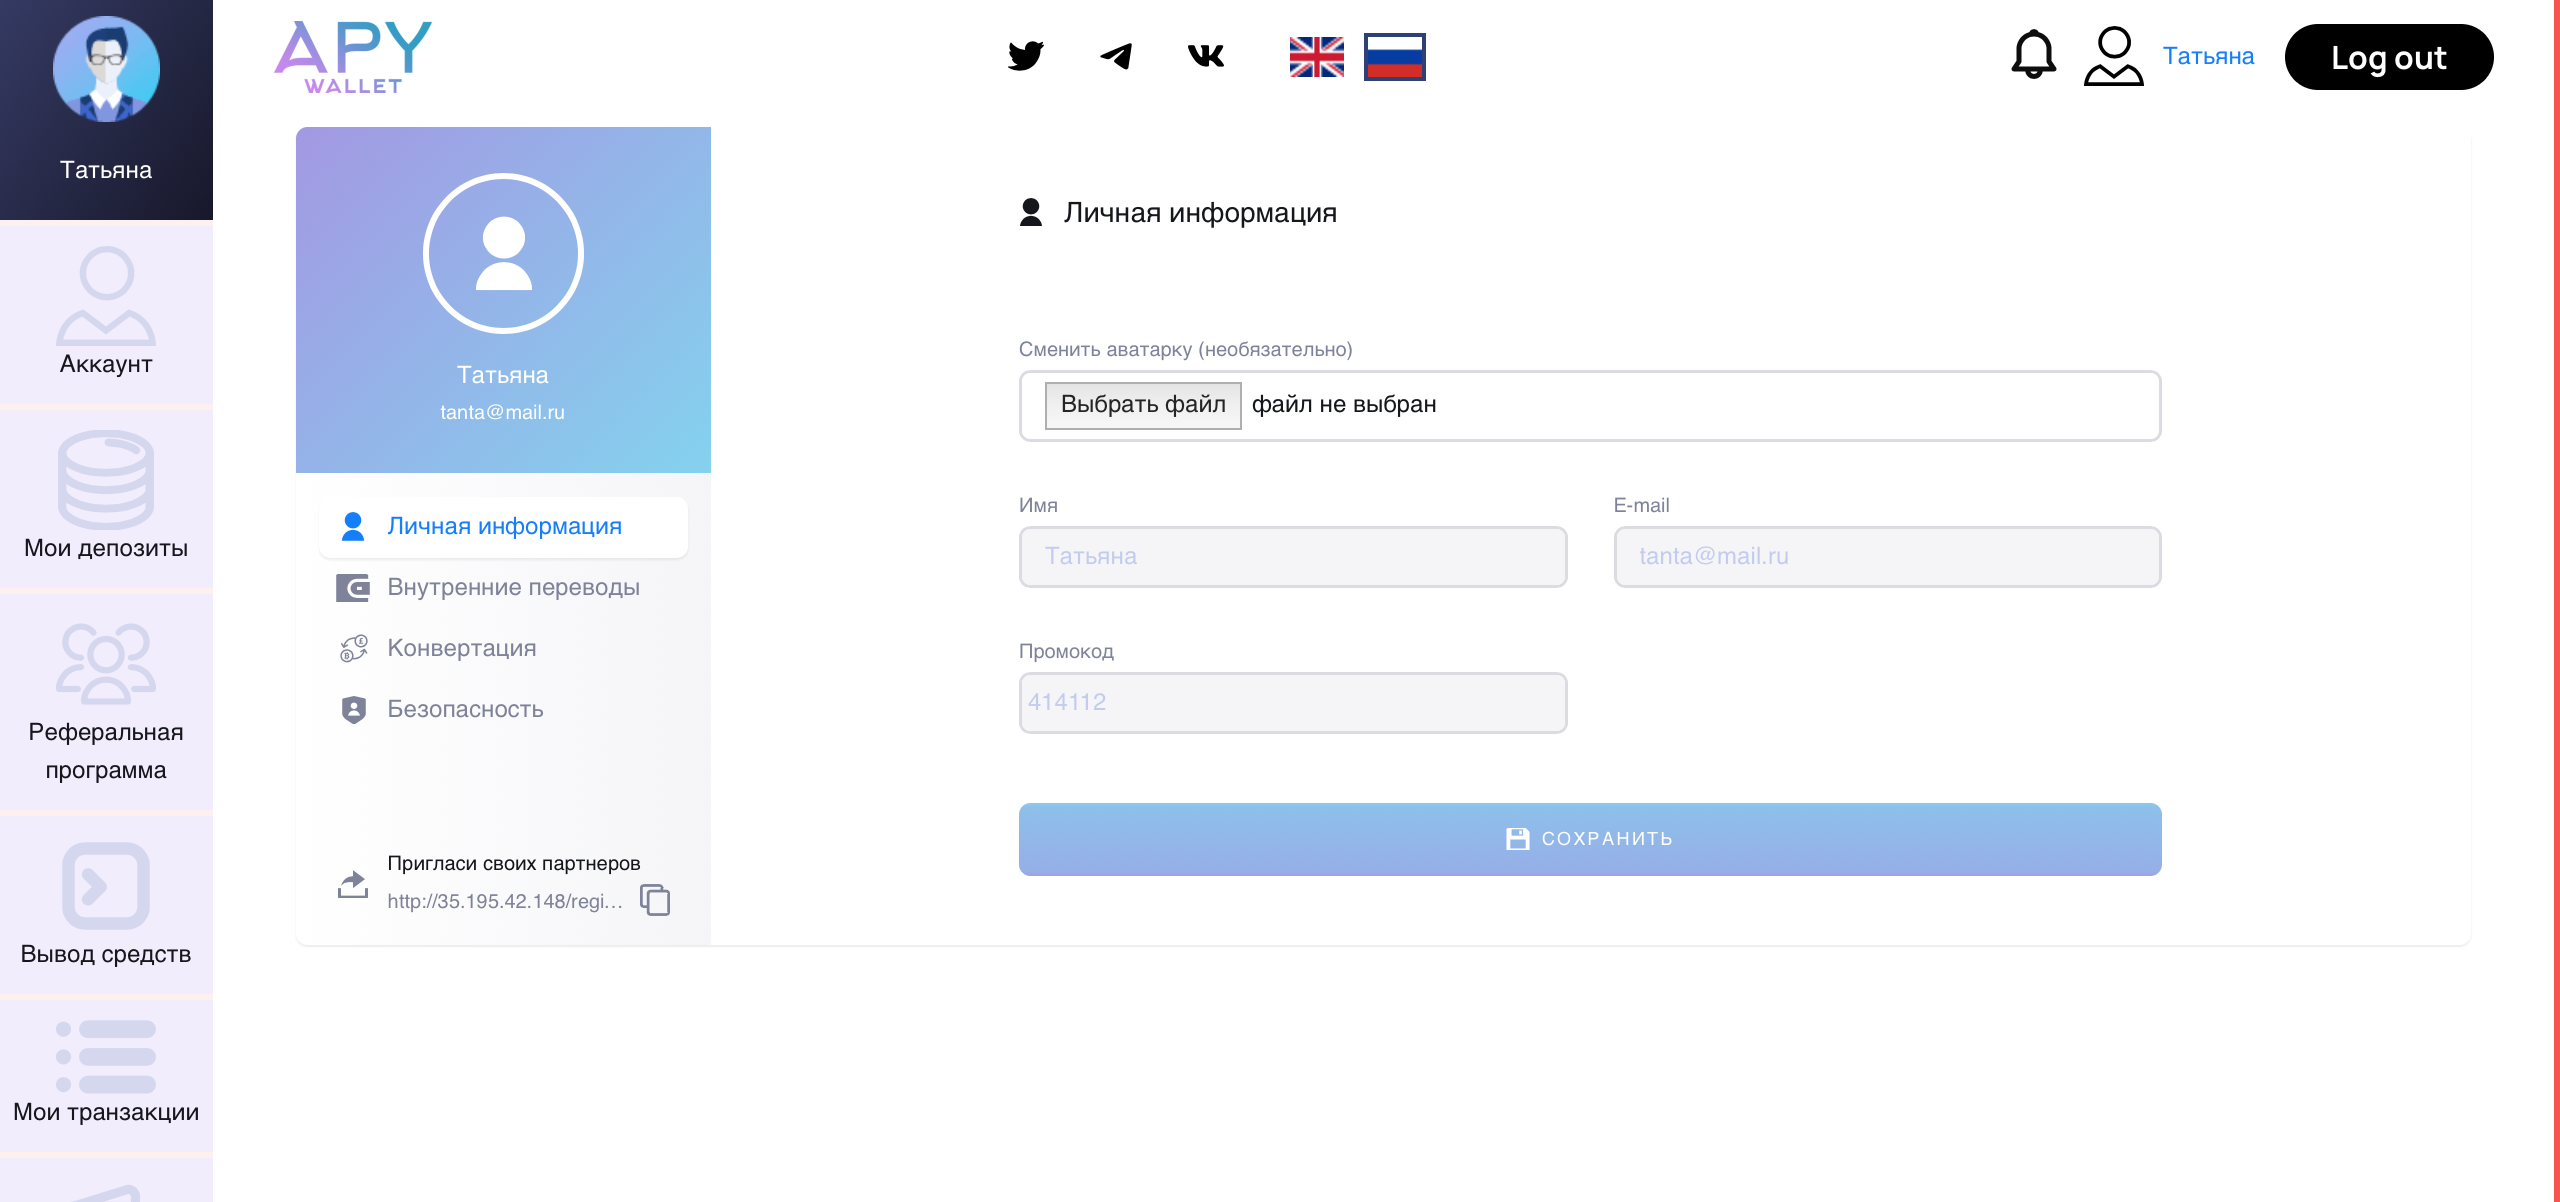 Татьяна
Аккаунт
Мои депозиты
Реферальная
программа
Вывод средств
Мои транзакции
APY
WALLET
Татьяна
Log out
Татьяна
tanta@mail.ru
Личная информация
Внутренние переводы
Конвертация
Безопасность
Пригласи своих партнеров
http://35.195.42.148/regi...
Личная информация
Сменить аватарку (необязательно)
Выбрать файл файл не выбран
Имя
E-mail
Татьяна
tanta@mail.ru
Промокод
414112
СОХРАНИТЬ